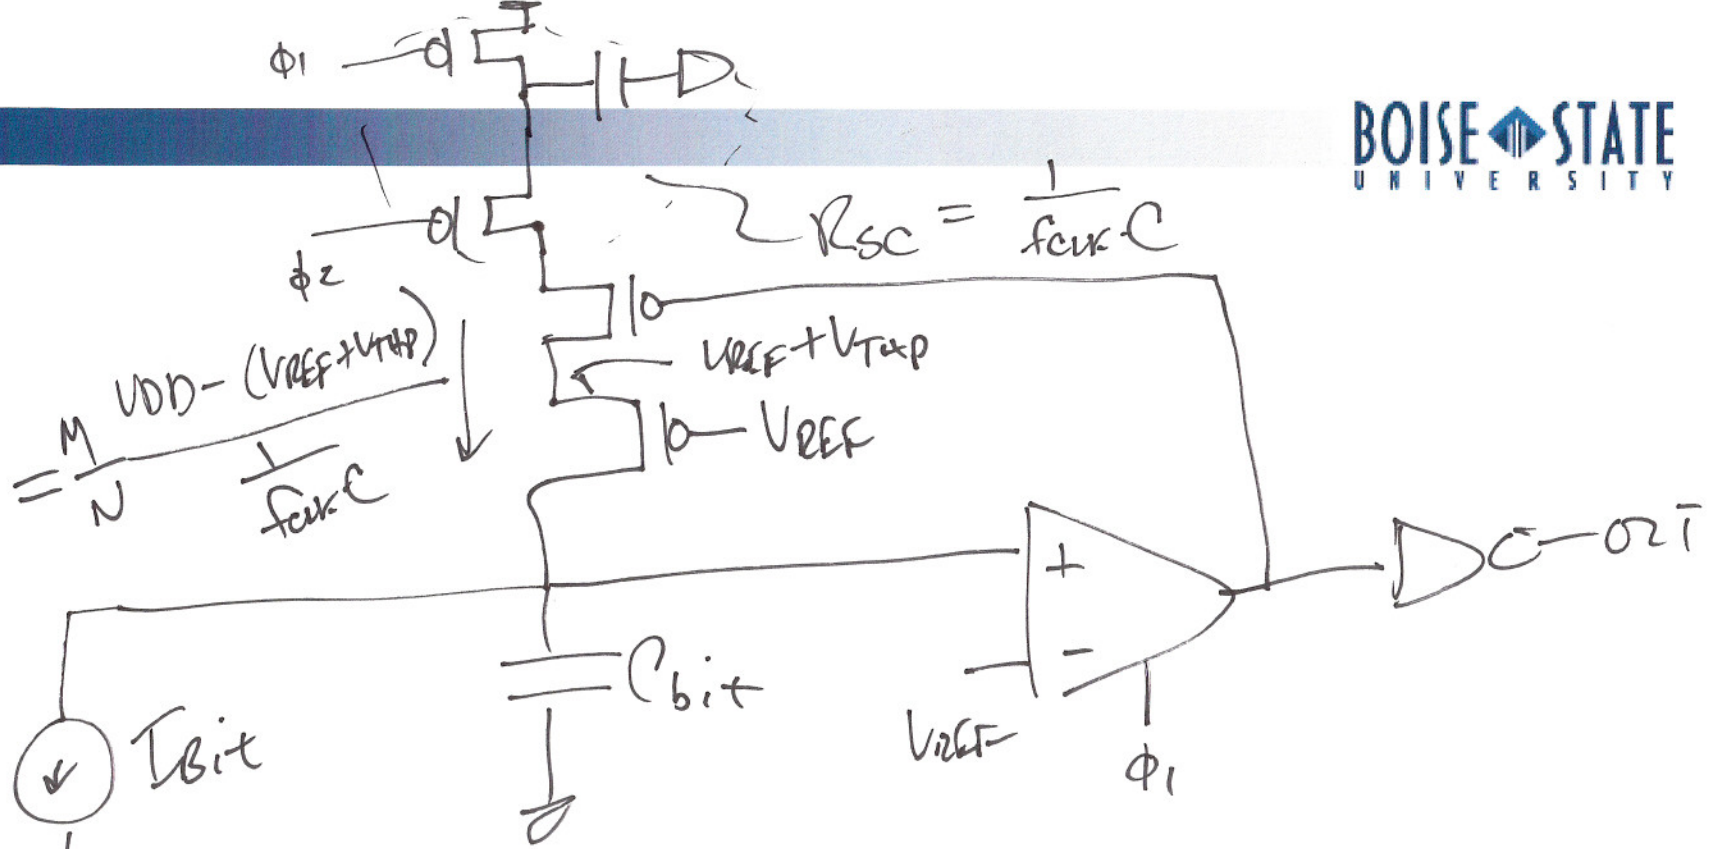 φ1
BOISE STATE
UNIVERSITY
RSC = 1 / fCLK C
φ2
VDD - (VREF + VTHP)
VREF + VTHP
= M / N
1 / fCLK C
VREF
+
OUT
-
Cbit
VREF
IBit
φ1